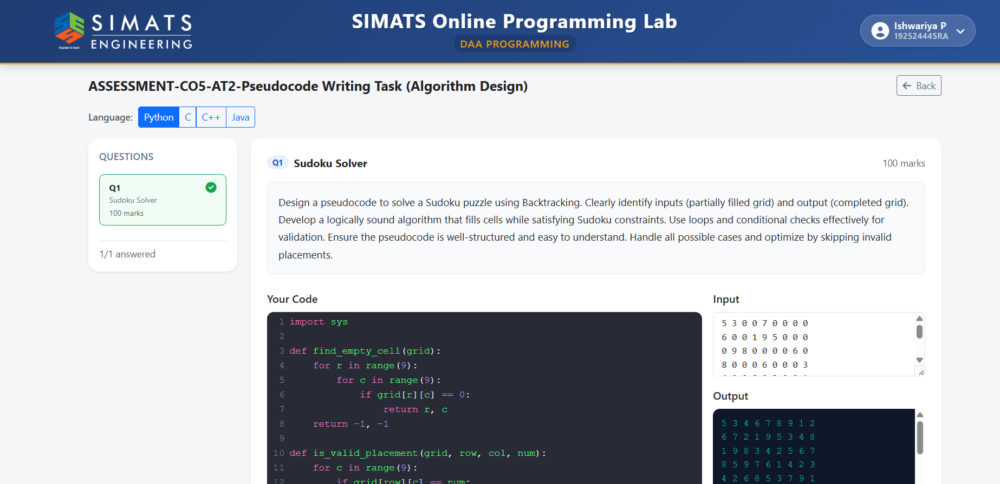 SIMATS
ENGINEERING
Engineer to Excel
SIMATS Online Programming Lab
DAA PROGRAMMING
Ishwariya P
192524445RA
ASSESSMENT-CO5-AT2-Pseudocode Writing Task (Algorithm Design)
Back
Language: Python C C++ Java
QUESTIONS
Q1
Sudoku Solver
100 marks
1/1 answered
Q1 Sudoku Solver
100 marks
Design a pseudocode to solve a Sudoku puzzle using Backtracking. Clearly identify inputs (partially filled grid) and output (completed grid).
Develop a logically sound algorithm that fills cells while satisfying Sudoku constraints. Use loops and conditional checks effectively for
validation. Ensure the pseudocode is well-structured and easy to understand. Handle all possible cases and optimize by skipping invalid
placements.
Your Code
1 import sys
2
3 def find_empty_cell(grid):
4     for r in range(9):
5         for c in range(9):
6             if grid[r][c] == 0:
7                 return r, c
8     return -1, -1
9
10 def is_valid_placement(grid, row, col, num):
11     for c in range(9):
12         if grid[row][c] == num:
Input
5 3 0 0 7 0 0 0 0
6 0 0 1 9 5 0 0 0
0 9 8 0 0 0 0 6 0
8 0 0 0 6 0 0 0 3
Output
5 3 4 6 7 8 9 1 2
6 7 2 1 9 5 3 4 8
1 9 8 3 4 2 5 6 7
8 5 9 7 6 1 4 2 3
4 2 6 8 5 3 7 9 1